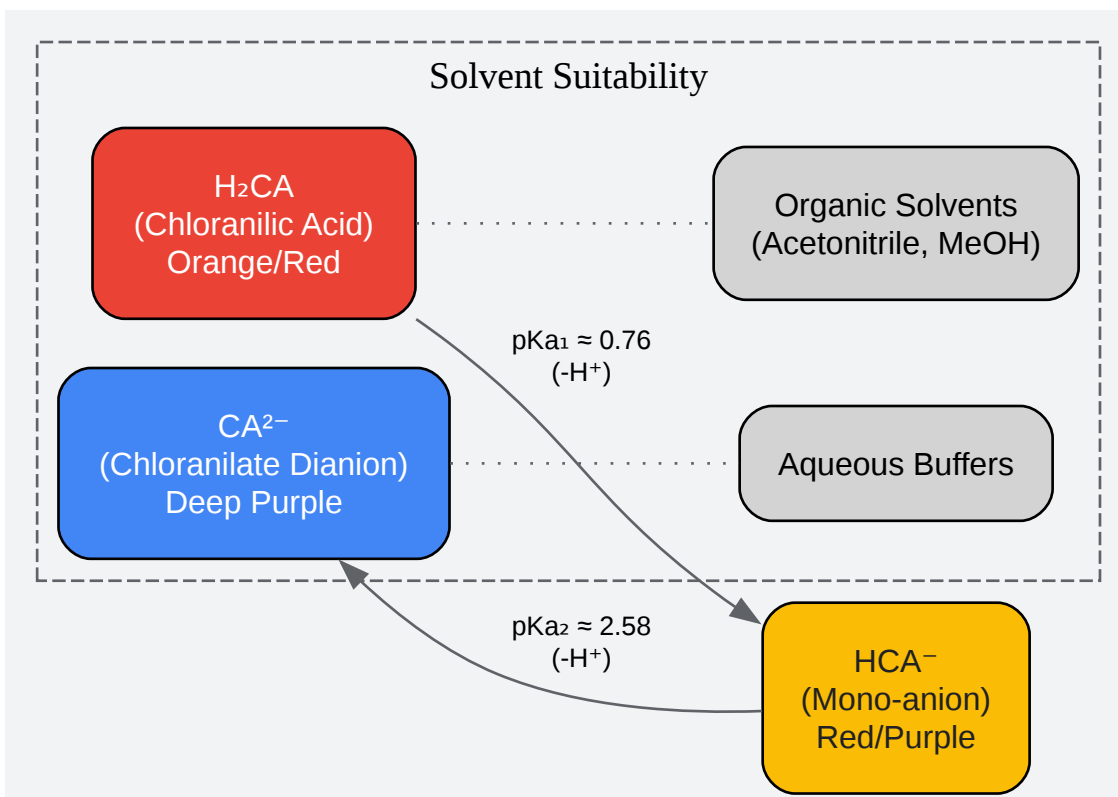 Solvent Suitability
H₂CA
(Chloranilic Acid)
Orange/Red
Organic Solvents
(Acetonitrile, MeOH)
pKa₁ ≈ 0.76
(-H⁺)
CA²⁻
(Chloranilate Dianion)
Deep Purple
Aqueous Buffers
pKa₂ ≈ 2.58
(-H⁺)
HCA⁻
(Mono-anion)
Red/Purple